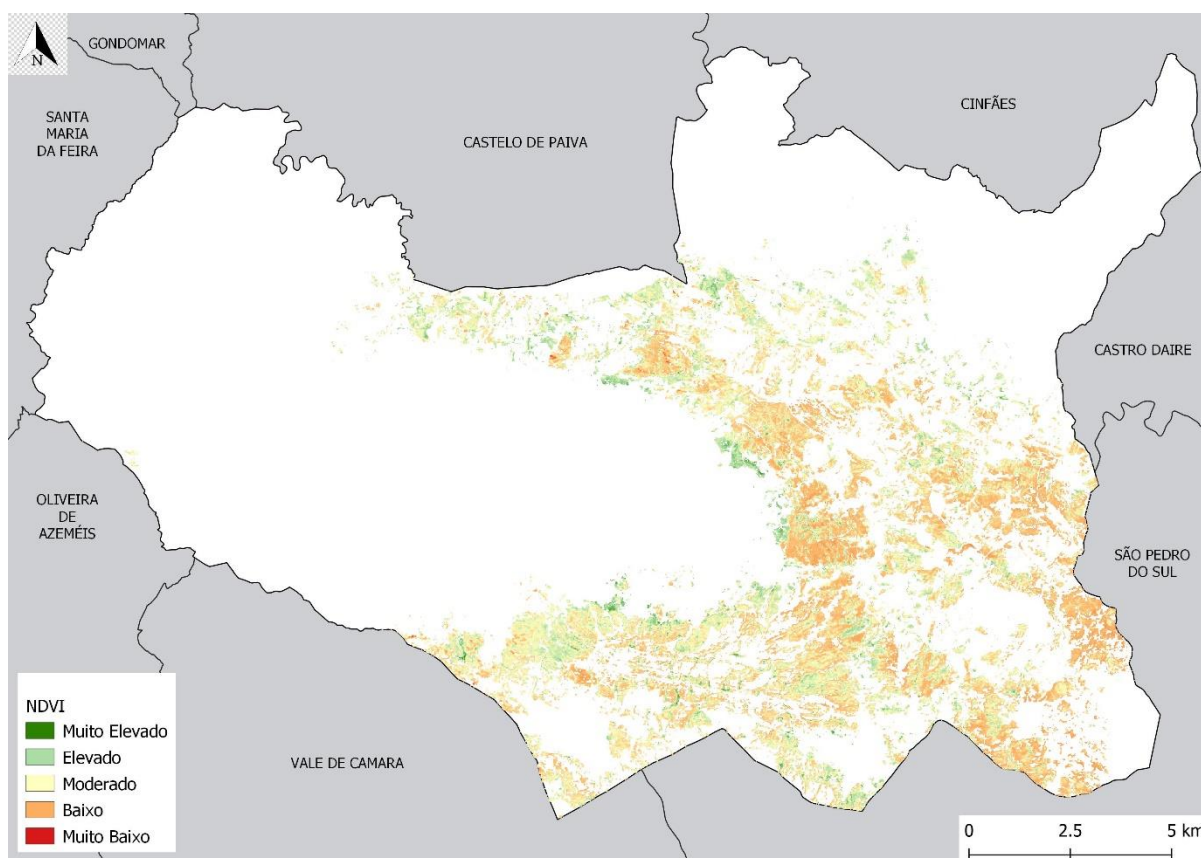 GONDOMAR
N
SANTA
MARIA
DA FEIRA
CINFÃES
CASTELO DE PAIVA
CASTRO DAIRE
OLIVEIRA
DE
AZEMÉIS
SÃO PEDRO
DO SUL
VALE DE CAMARA
NDVI
Muito Elevado
Elevado
Moderado
Baixo
Muito Baixo
0 2.5 5 km